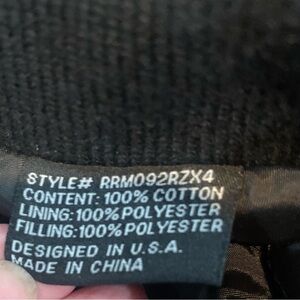 STYLE# RRM092RZX4
CONTENT: 100% COTTON
LINING: 100% POLYESTER
FILLING: 100% POLYESTER
DESIGNED IN U.S.A.
MADE IN CHINA